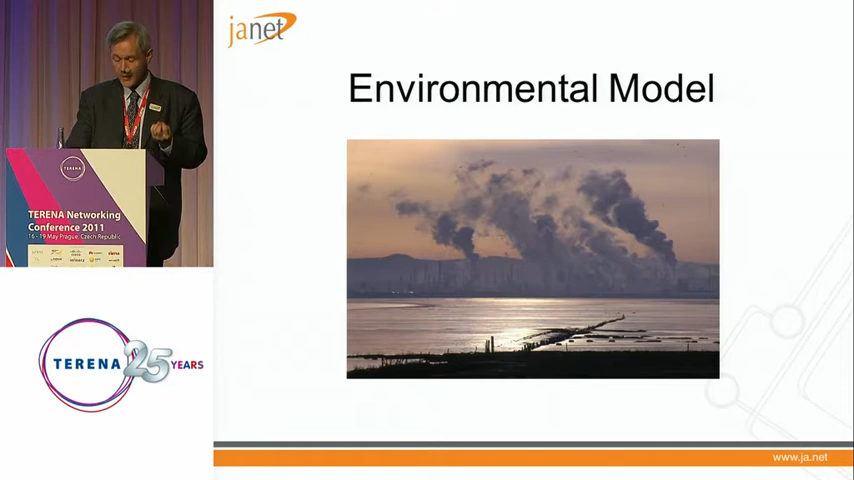 janet
Environmental Model
TERENA
TERENA Networking
Conference 2011
16 - 19 May Prague, Czech Republic
TERENA 25 YEARS
www.ja.net